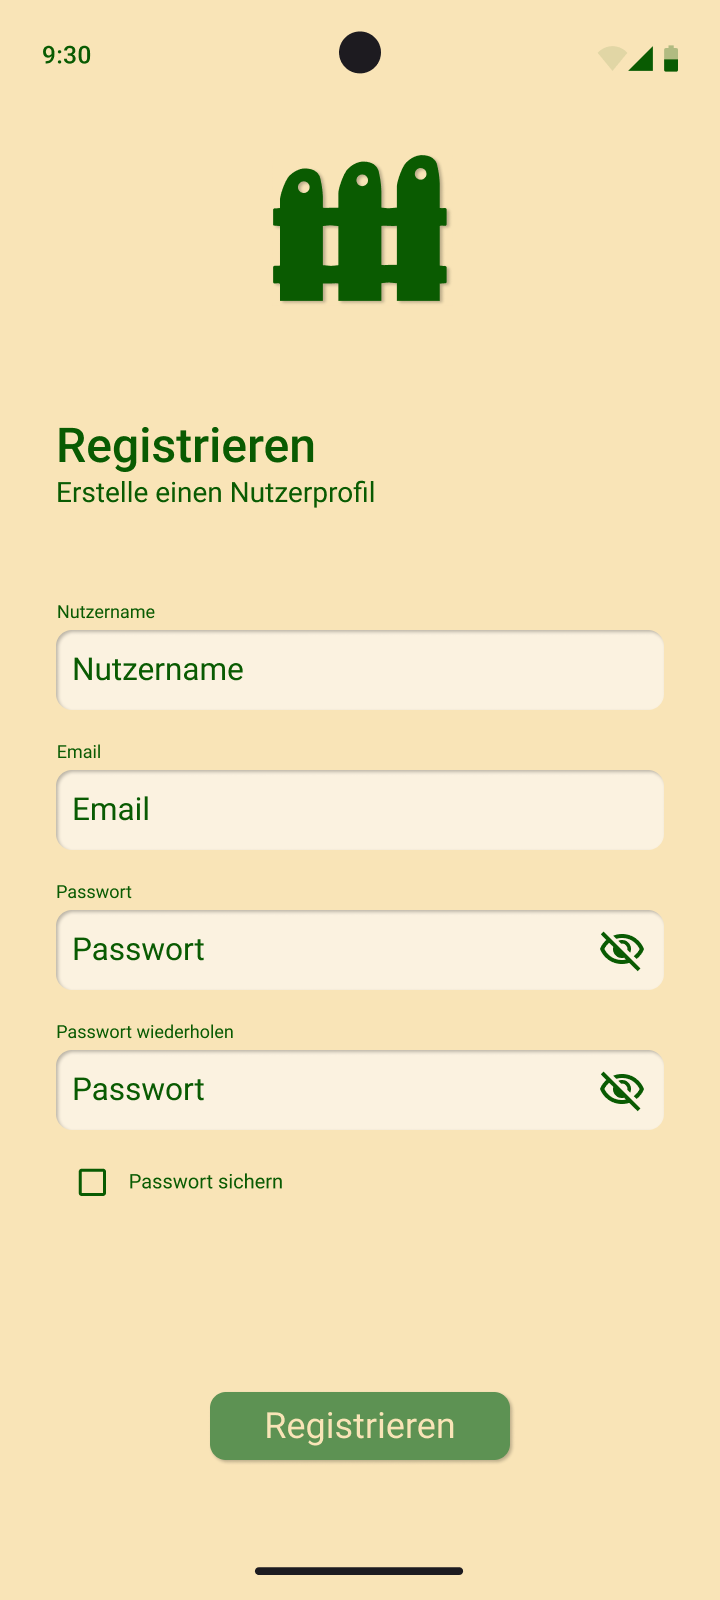 9:30
Registrieren
Erstelle einen Nutzerprofil
Nutzername
Nutzername
Email
Email
Passwort
Passwort
Passwort wiederholen
Passwort
Passwort sichern
Registrieren